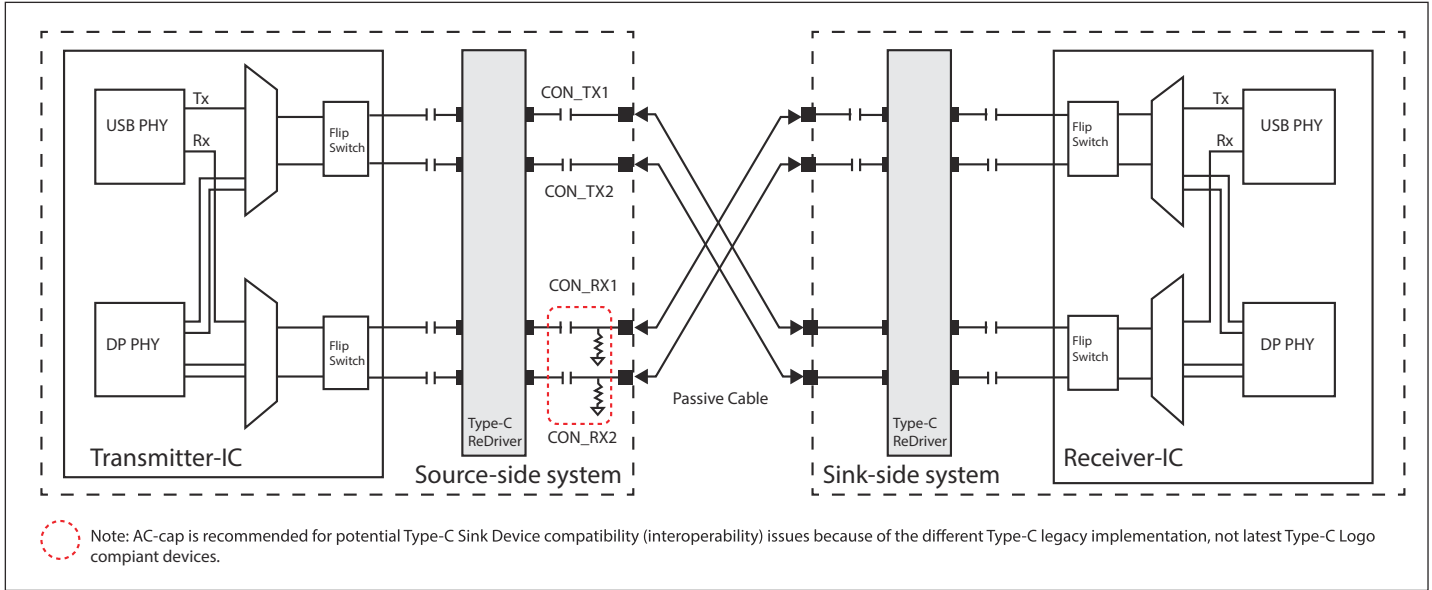 CON_TX1
Tx
USB PHY
Rx
Flip
Switch
CON_TX2
CON_RX1
DP PHY
Flip
Switch
Type-C
ReDriver
CON_RX2
Transmitter-IC
Source-side system
Passive Cable
Tx
USB PHY
Rx
Flip
Switch
DP PHY
Flip
Switch
Type-C
ReDriver
Sink-side system
Receiver-IC
Note: AC-cap is recommended for potential Type-C Sink Device compatibility (interoperability) issues because of the different Type-C legacy implementation, not latest Type-C Logo
compiant devices.